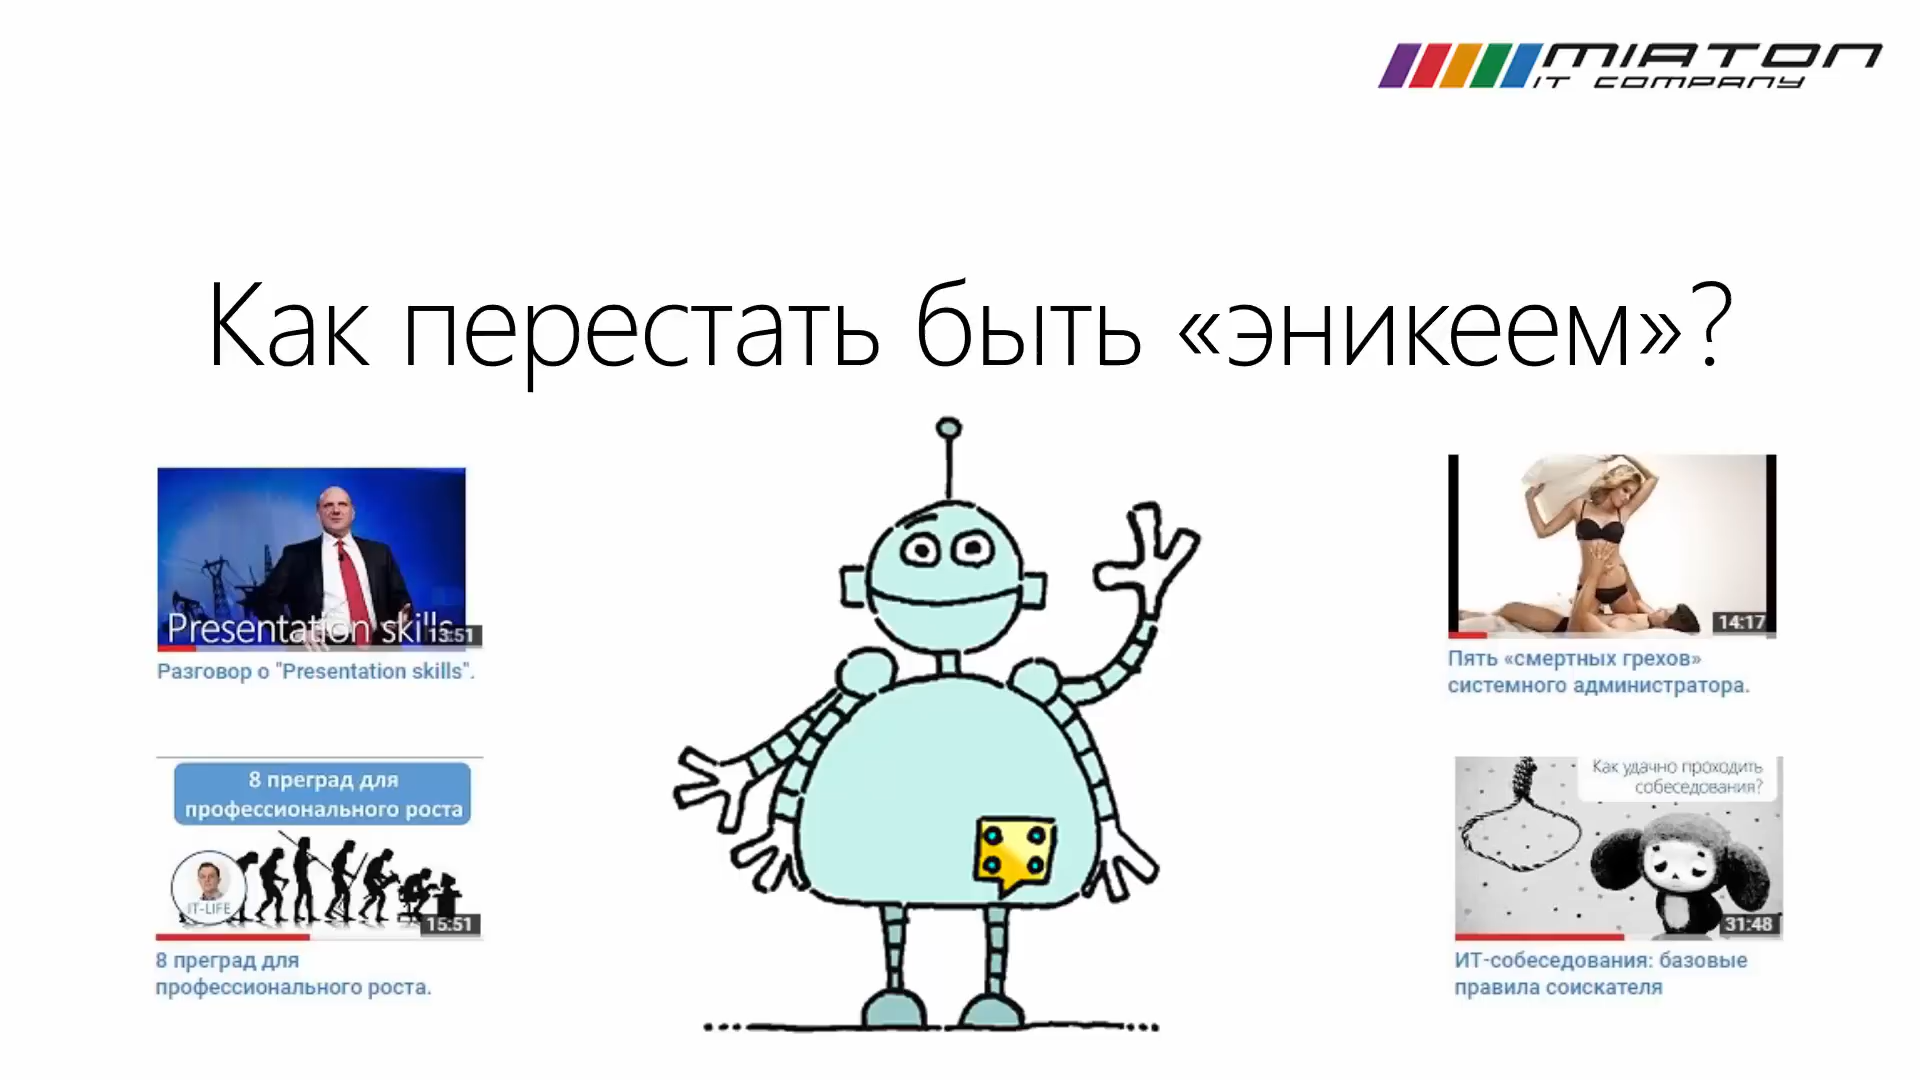 MIATON
IT COMPANY
Как перестать быть «эникеем»?
Presentation skills
13:51
Разговор о "Presentation skills".
14:17
Пять «смертных грехов»
системного администратора.
8 преград для
профессионального роста
IT-LIFE
15:51
8 преград для
профессионального роста.
Как удачно проходить
собеседования?
31:48
ИТ-собеседования: базовые
правила соискателя